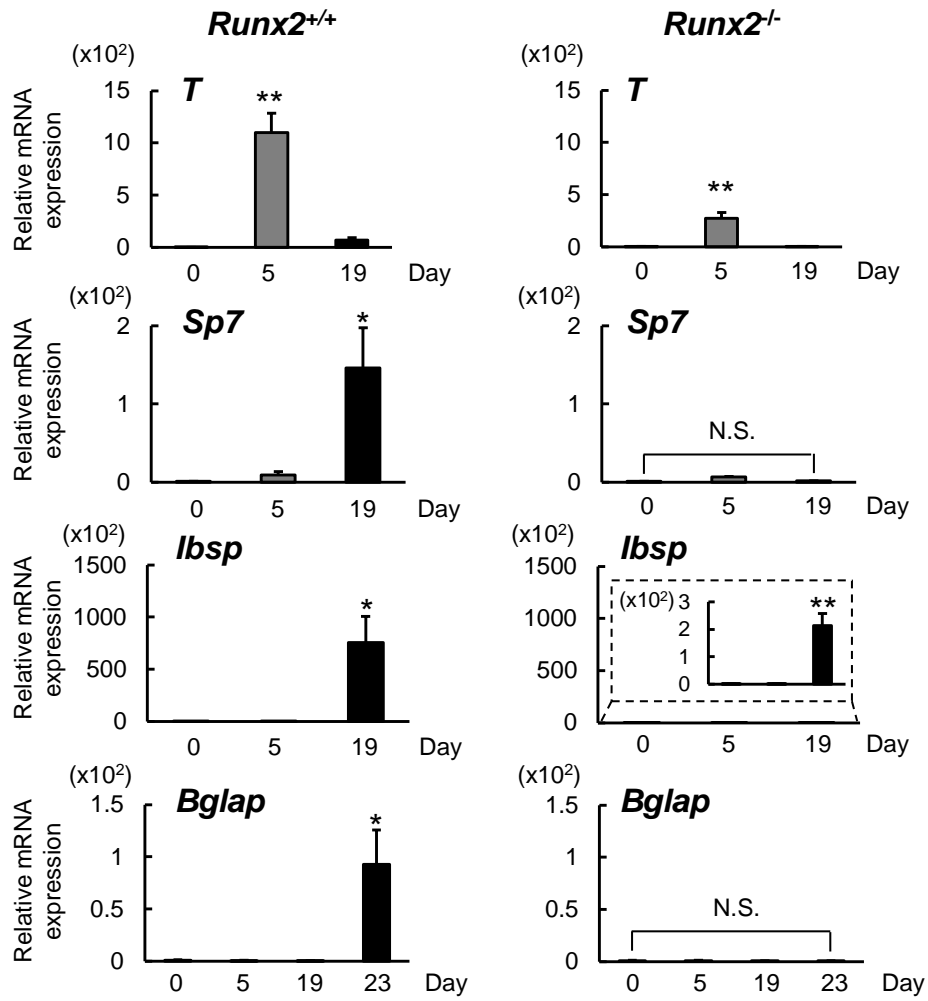 Runx2+/+ Runx2-/-
(x10²) (x10²)
T T
Relative mRNA expression
15 15
** 
10 10
5 5
**
0 0
0 5 19 Day 0 5 19 Day
(x10²) (x10²)
Sp7 Sp7
Relative mRNA expression
2 2
*
1 1
N.S.
0 0
0 5 19 Day 0 5 19 Day
(x10²) (x10²)
Ibsp Ibsp
Relative mRNA expression
1500 1500
(x10²) 3 **
1000 1000
* 2
500 500
1
0
0 0
0 5 19 Day 0 5 19 Day
(x10²) (x10²)
Bglap Bglap
Relative mRNA expression
1.5 1.5
*
1 1
0.5 0.5
N.S.
0 0
0 5 19 23 Day 0 5 19 23 Day